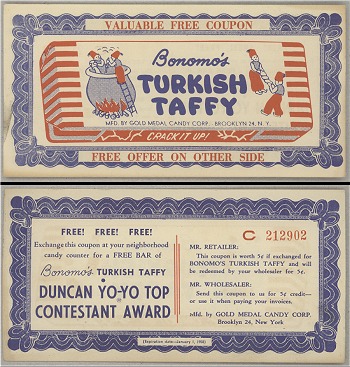 VALUABLE FREE COUPON
Bonomo's
TURKISH
TAFFY
MFD. BY GOLD MEDAL CANDY CORP. BROOKLYN 24, N. Y.
CRACK IT UP!
FREE OFFER ON OTHER SIDE
FREE! FREE! FREE!
Exchange this coupon at your neighborhood
candy counter for a FREE BAR of
Bonomo's TURKISH TAFFY
DUNCAN YO-YO TOP
CONTESTANT AWARD
(Expiration date—January 1,
C 212902
MR. RETAILER:
This coupon is worth 5¢ if exchanged for
BONOMO'S TURKISH TAFFY and will
be redeemed by your wholesaler for 5¢.
MR. WHOLESALER:
Send this coupon to us for 5¢ credit—
or use it when paying your invoices.
Mfd. by GOLD MEDAL CANDY CORP.
Brooklyn 24, New York